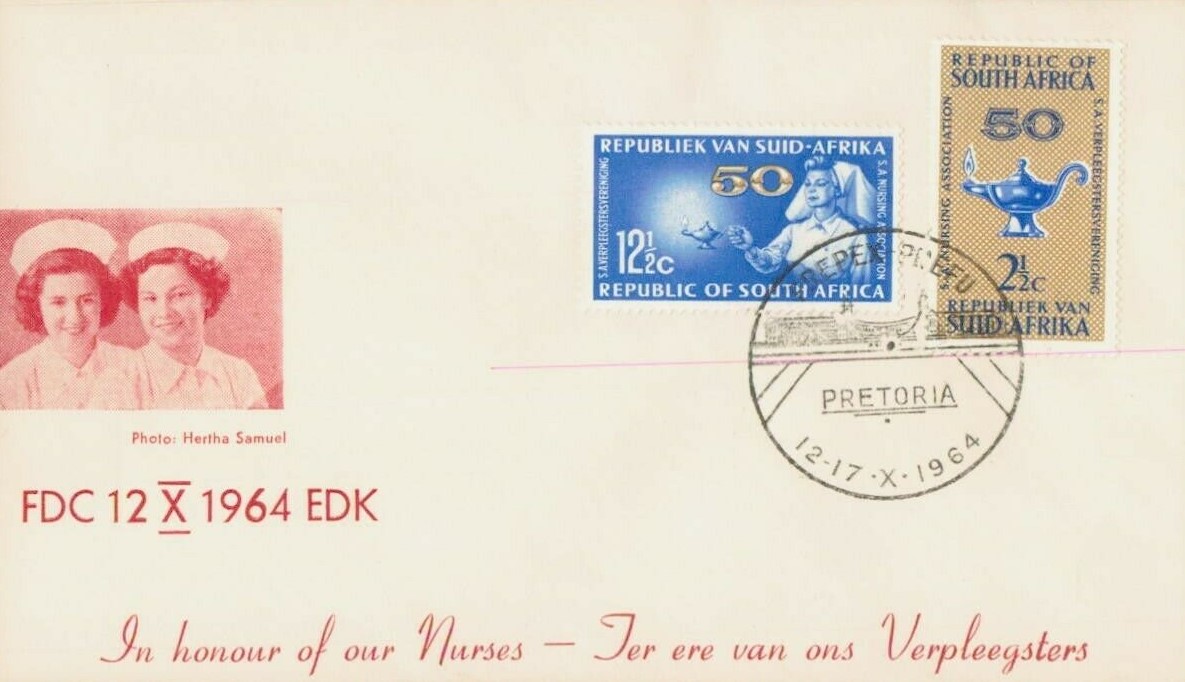 REPUBLIC OF
SOUTH AFRICA
50
S.A. NURSING ASSOCIATION
S.A. VERPLEEGSTERSVERENIGING
2½c
REPUBLIEK VAN
SUID-AFRIKA
REPUBLIEK VAN SUID-AFRIKA
50
S.A. VERPLEEGSTERSVERENIGING
S.A. NURSING ASSOCIATION
12½c
REPUBLIC OF SOUTH AFRICA
PRETORIA
12-17·X·1964
Photo: Hertha Samuel
FDC 12 X 1964 EDK
In honour of our Nurses — Ter ere van ons Verpleegsters